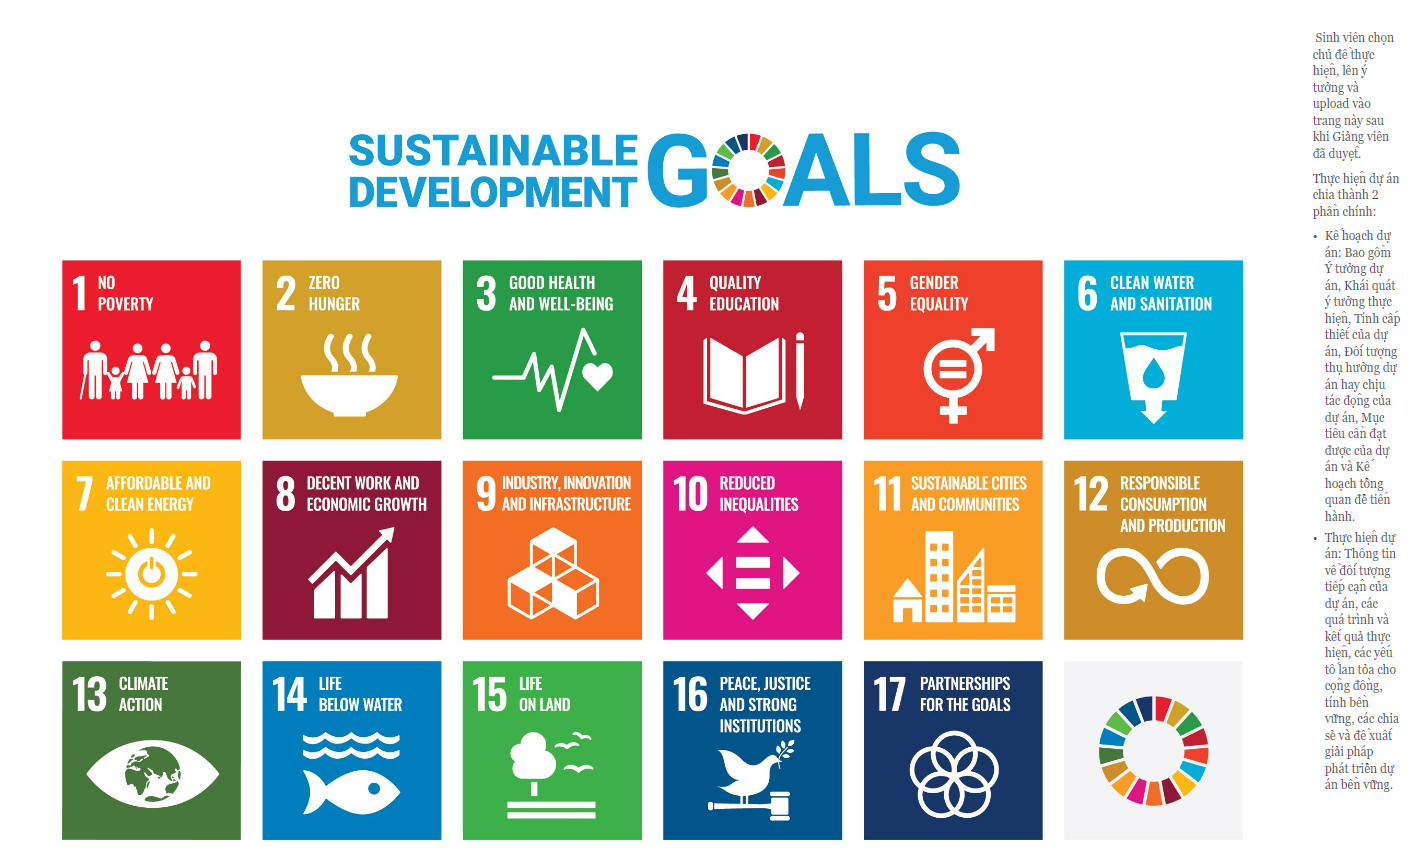 SUSTAINABLE
DEVELOPMENT
GOALS
1 NO
POVERTY
2 ZERO
HUNGER
3 GOOD HEALTH
AND WELL-BEING
4 QUALITY
EDUCATION
5 GENDER
EQUALITY
6 CLEAN WATER
AND SANITATION
7 AFFORDABLE AND
CLEAN ENERGY
8 DECENT WORK AND
ECONOMIC GROWTH
9 INDUSTRY, INNOVATION
AND INFRASTRUCTURE
10 REDUCED
INEQUALITIES
11 SUSTAINABLE CITIES
AND COMMUNITIES
12 RESPONSIBLE
CONSUMPTION
AND PRODUCTION
13 CLIMATE
ACTION
14 LIFE
BELOW WATER
15 LIFE
ON LAND
16 PEACE, JUSTICE
AND STRONG
INSTITUTIONS
17 PARTNERSHIPS
FOR THE GOALS
Sinh viên chọn
chủ đề thực
hiện, lên ý
tưởng và
upload vào
trang này sau
khi Giảng viên
đã duyệt.
Thực hiện dự án
chia thành 2
phần chính:
• Kế hoạch dự
án: Bao gồm
Ý tưởng dự
án, Khái quát
ý tưởng thực
hiện, Tính cấp
thiết của dự
án, Đối tượng
thụ hưởng dự
án hay chịu
tác động của
dự án, Mục
tiêu cần đạt
được của dự
án và Kế
hoạch tổng
quan để tiến
hành.
• Thực hiện dự
án: Thông tin
về đối tượng
tiếp cận của
dự án, các
quá trình và
kết quả thực
hiện, các yếu
tố lan tỏa cho
cộng đồng,
tính bền
vững, các chia
sẻ và đề xuất
giải pháp
phát triển dự
án bền vững.